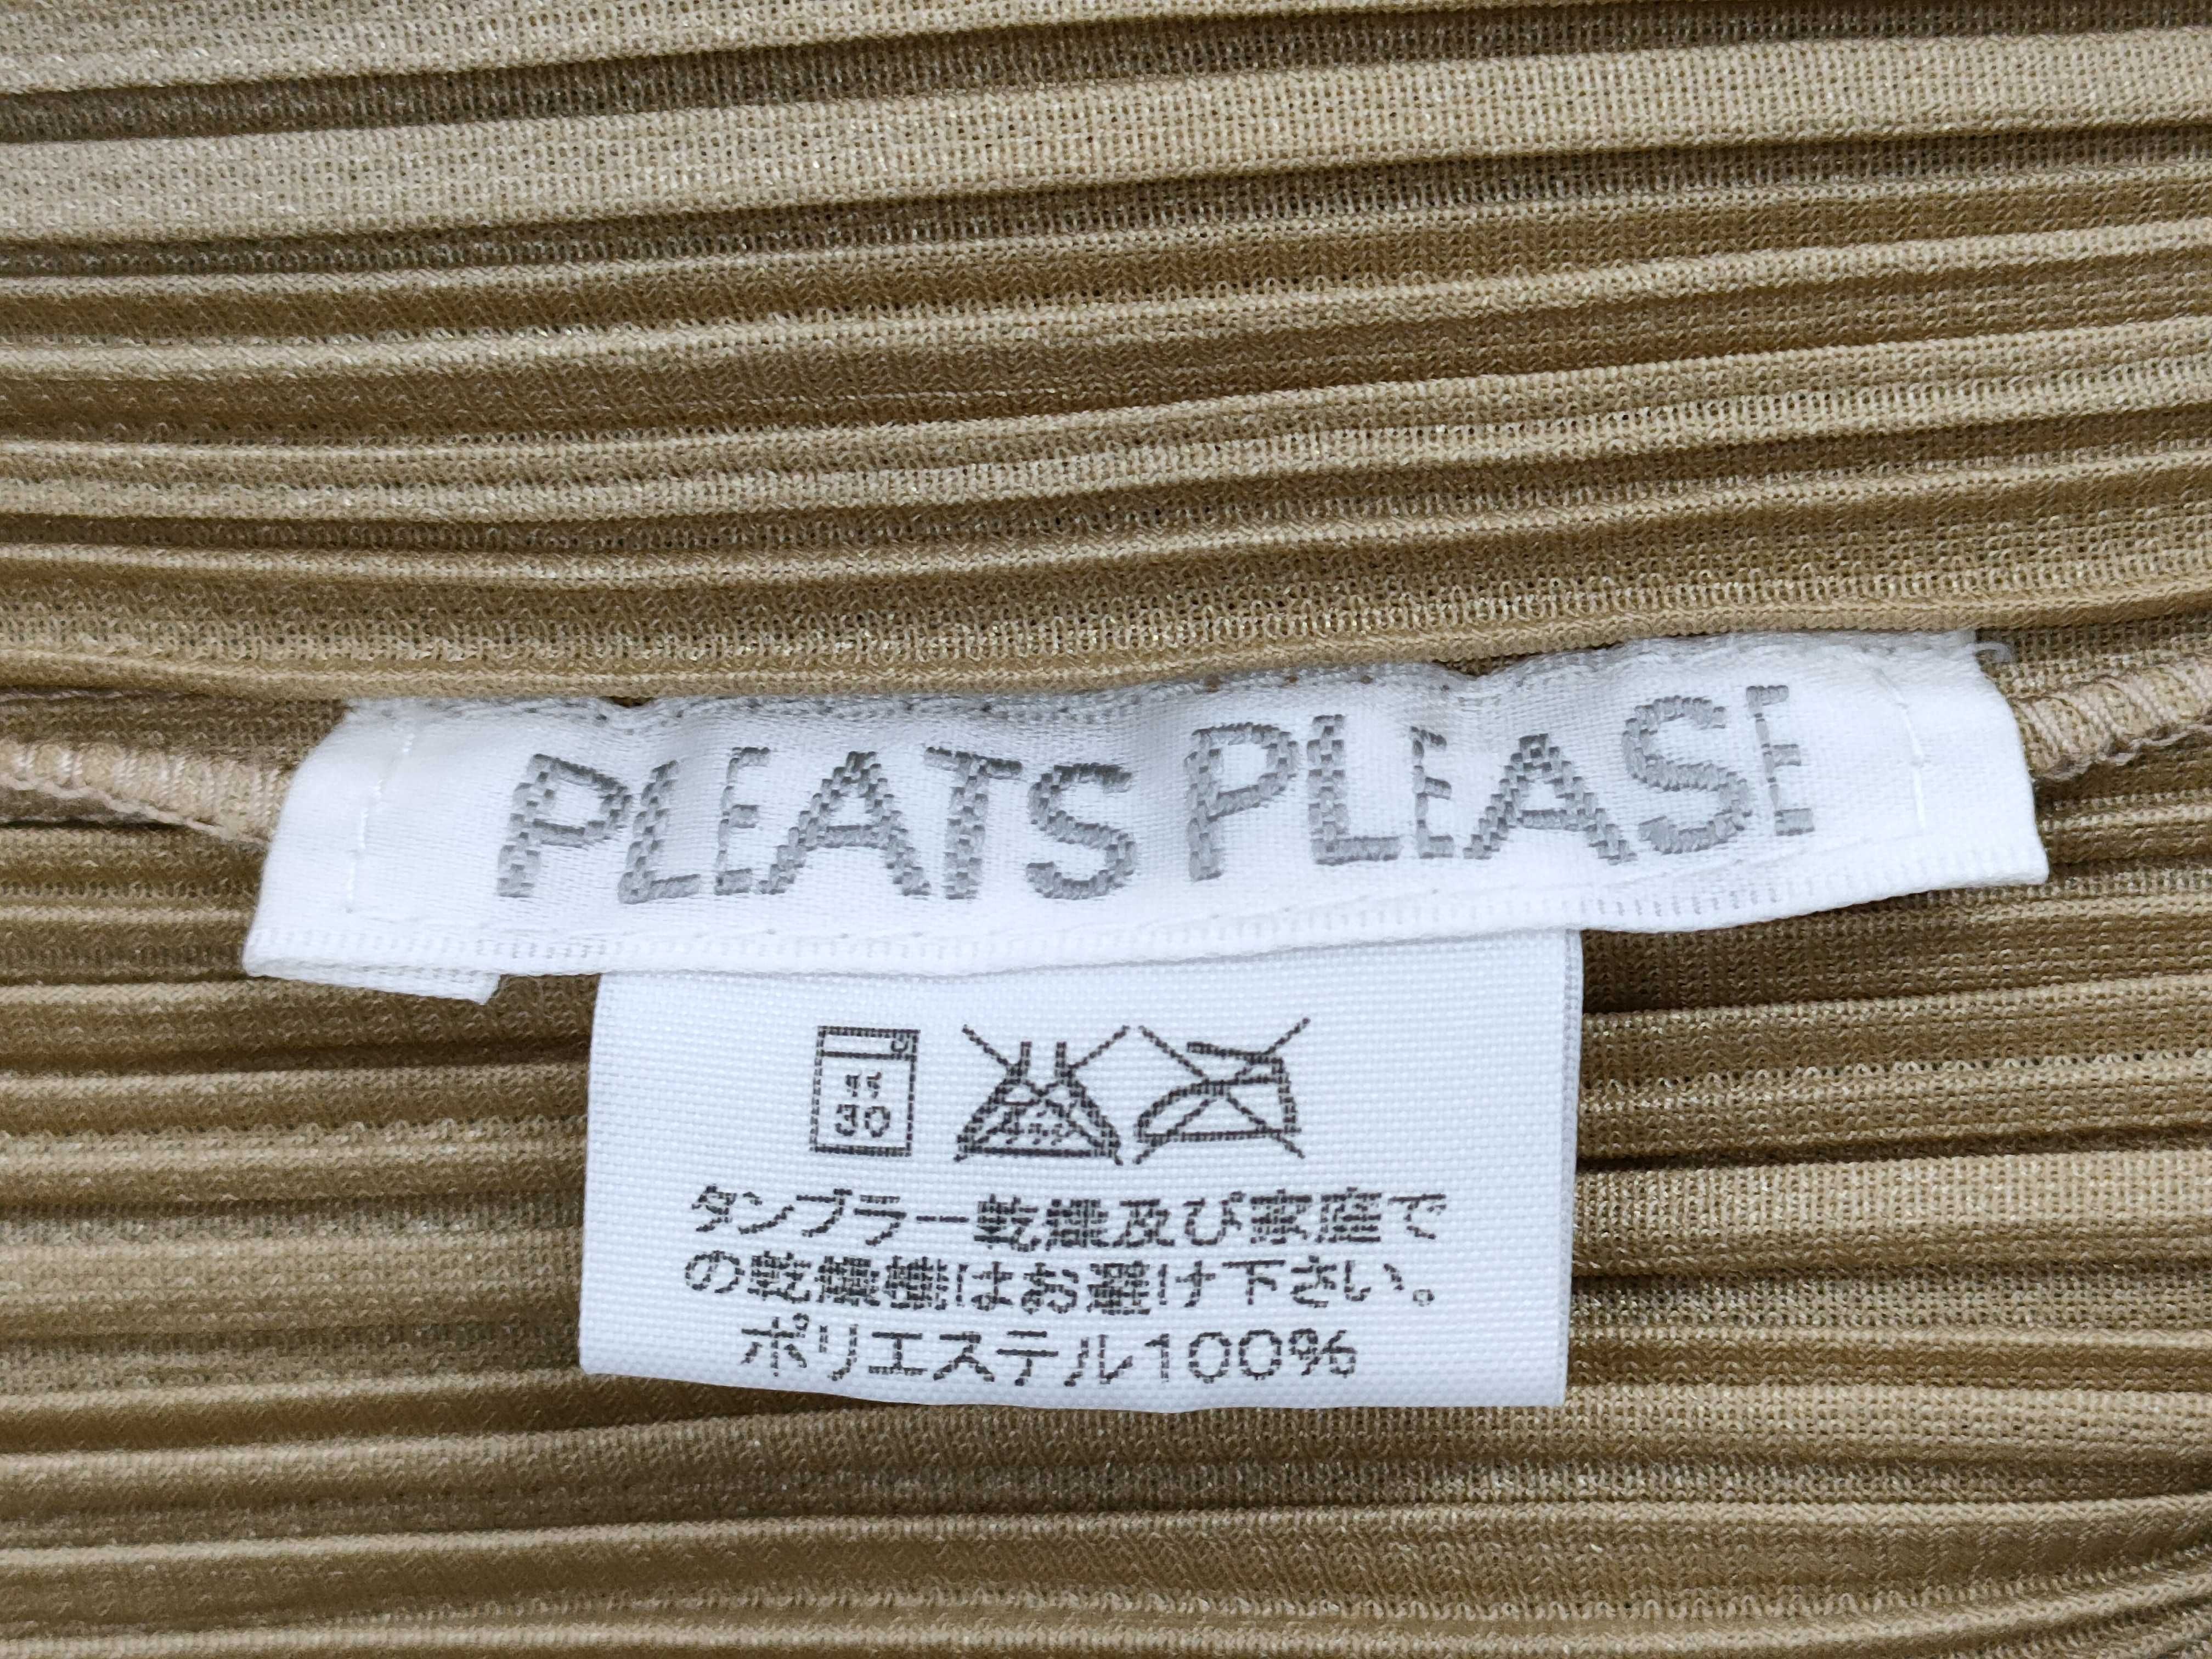 PLEATS PLEASE
弱
30
タンブラー乾燥及び家庭で
の乾燥機はお避け下さい。
ポリエステル100%